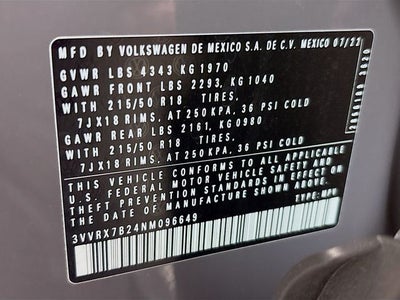 MFD BY VOLKSWAGEN DE MEXICO S.A. DE C.V. MEXICO 07/22
GVWR LBS 4343 KG1970
GAWR FRONT LBS 2293, KG1040
WITH 215/50 R18 TIRES,
7JX18 RIMS, AT 250 KPA, 36 PSI COLD
GAWR REAR LBS 2161, KG0980
WITH 215/50 R18 TIRES,
7JX18 RIMS, AT 250 KPA, 36 PSI COLD
THIS VEHICLE CONFORMS TO ALL APPLICABLE
U.S. FEDERAL MOTOR VEHICLE SAFETY AND
THEFT PREVENTION STANDARDS IN EFFECT ON
THE DATE OF MANUFACTURE SHOWN ABOVE.
TYPE: MPV
3VVRX7B24NM096649